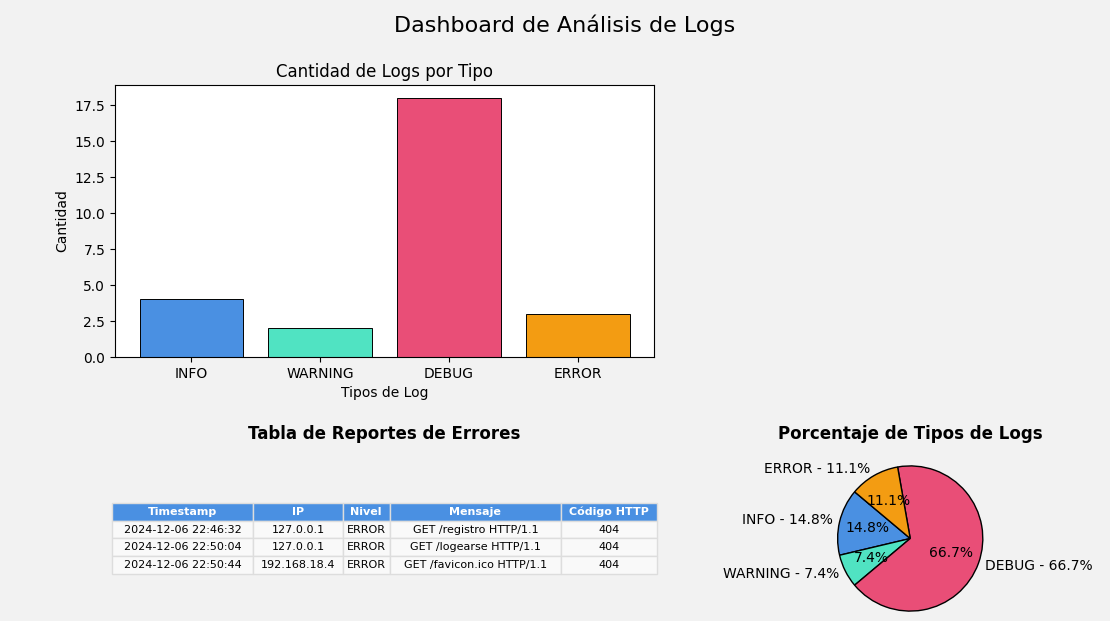 Dashboard de Análisis de Logs
Cantidad de Logs por Tipo
Cantidad
17.5
15.0
12.5
10.0
7.5
5.0
2.5
0.0
INFO WARNING DEBUG ERROR
Tipos de Log
Tabla de Reportes de Errores
Timestamp IP Nivel Mensaje Código HTTP
2024-12-06 22:46:32 127.0.0.1 ERROR GET /registro HTTP/1.1 404
2024-12-06 22:50:04 127.0.0.1 ERROR GET /logearse HTTP/1.1 404
2024-12-06 22:50:44 192.168.18.4 ERROR GET /favicon.ico HTTP/1.1 404
Porcentaje de Tipos de Logs
ERROR - 11.1%
11.1%
INFO - 14.8%
14.8%
WARNING - 7.4%
7.4%
66.7%
DEBUG - 66.7%